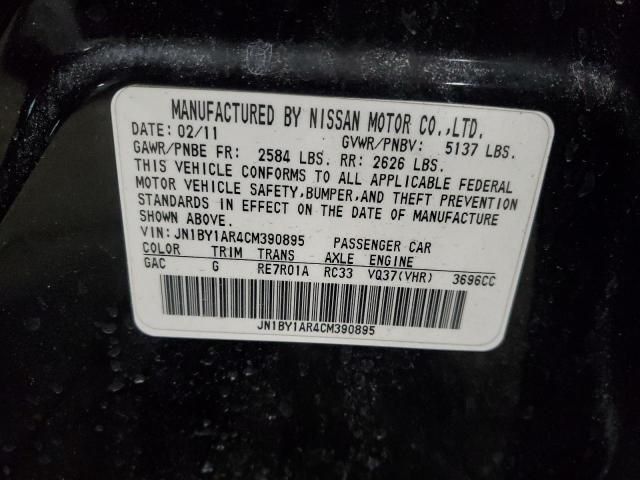 MANUFACTURED BY NISSAN MOTOR CO.,LTD.
DATE: 02/11 GVWR/PNBV: 5137 LBS.
GAWR/PNBE FR: 2584 LBS. RR: 2626 LBS.
THIS VEHICLE CONFORMS TO ALL APPLICABLE FEDERAL
MOTOR VEHICLE SAFETY,BUMPER,AND THEFT PREVENTION
STANDARDS IN EFFECT ON THE DATE OF MANUFACTURE
SHOWN ABOVE.
VIN: JN1BY1AR4CM390895 PASSENGER CAR
COLOR TRIM TRANS AXLE ENGINE
GAC G RE7R01A RC33 VQ37(VHR) 3696CC
JN1BY1AR4CM390895